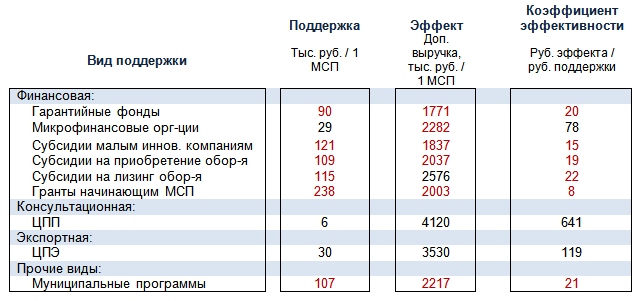 Вид поддержки
Поддержка
Тыс. руб. / 1
МСП
Эффект
Доп.
выручка,
тыс. руб. /
1 МСП
Коэффициент
эффективности
Руб. эффекта /
руб. поддержки
Финансовая:
Гарантийные фонды 90 1771 20
Микрофинансовые орг-ции 29 2282 78
Субсидии малым иннов. компаниям 121 1837 15
Субсидии на приобретение обор-я 109 2037 19
Субсидии на лизинг обор-я 115 2576 22
Гранты начинающим МСП 238 2003 8
Консультационная:
ЦПП 6 4120 641
Экспортная:
ЦПЭ 30 3530 119
Прочие виды:
Муниципальные программы 107 2217 21